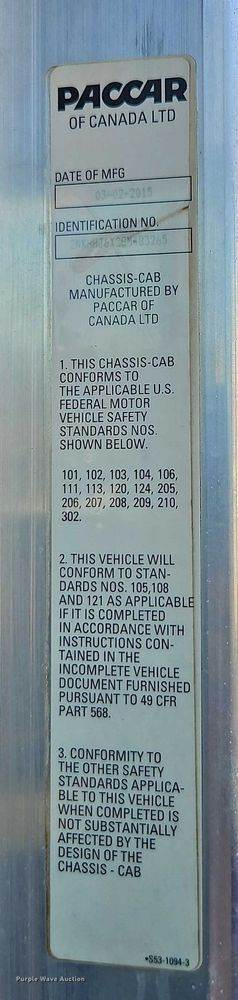 PACCAR
OF CANADA LTD
DATE OF MFG
03-02-2015
IDENTIFICATION NO.
CHASSIS-CAB
MANUFACTURED BY
PACCAR OF
CANADA LTD
1. THIS CHASSIS-CAB
CONFORMS TO
THE APPLICABLE U.S.
FEDERAL MOTOR
VEHICLE SAFETY
STANDARDS NOS.
SHOWN BELOW.
101, 102, 103, 104, 106,
111, 113, 120, 124, 205,
206, 207, 208, 209, 210,
302.
2. THIS VEHICLE WILL
CONFORM TO STAN-
DARDS NOS. 105,108
AND 121 AS APPLICABLE
IF IT IS COMPLETED
IN ACCORDANCE WITH
INSTRUCTIONS CON-
TAINED IN THE
INCOMPLETE VEHICLE
DOCUMENT FURNISHED
PURSUANT TO 49 CFR
PART 568.
3. CONFORMITY TO
THE OTHER SAFETY
STANDARDS APPLICA-
BLE TO THIS VEHICLE
WHEN COMPLETED IS
NOT SUBSTANTIALLY
AFFECTED BY THE
DESIGN OF THE
CHASSIS - CAB
•S53-1094-3
Purple Wave Auction